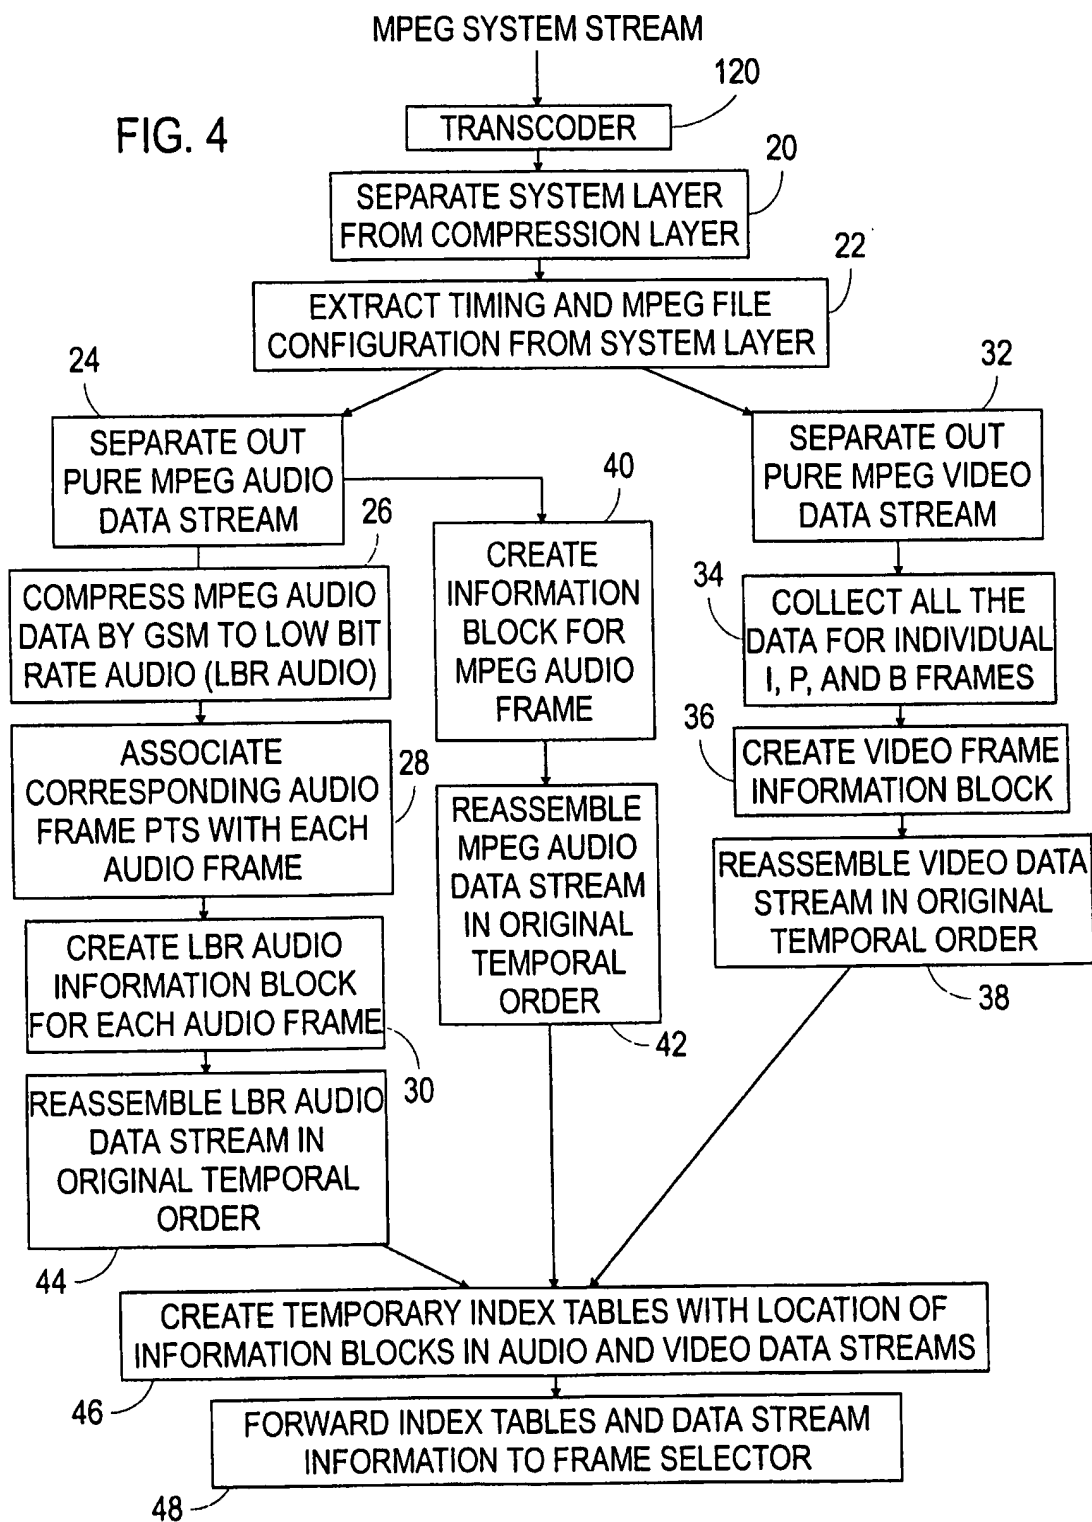 MPEG SYSTEM STREAM
120
FIG. 4
TRANSCODER
20
SEPARATE SYSTEM LAYER
FROM COMPRESSION LAYER
22
EXTRACT TIMING AND MPEG FILE
CONFIGURATION FROM SYSTEM LAYER
24
SEPARATE OUT
PURE MPEG AUDIO
DATA STREAM
26
COMPRESS MPEG AUDIO
DATA BY GSM TO LOW BIT
RATE AUDIO (LBR AUDIO)
ASSOCIATE
CORRESPONDING AUDIO
FRAME PTS WITH EACH
AUDIO FRAME
28
CREATE LBR AUDIO
INFORMATION BLOCK
FOR EACH AUDIO FRAME
30
REASSEMBLE LBR AUDIO
DATA STREAM IN
ORIGINAL TEMPORAL
ORDER
44
40
CREATE
INFORMATION
BLOCK FOR
MPEG AUDIO
FRAME
REASSEMBLE
MPEG AUDIO
DATA STREAM
IN ORIGINAL
TEMPORAL
ORDER
42
32
SEPARATE OUT
PURE MPEG VIDEO
DATA STREAM
34
COLLECT ALL THE
DATA FOR INDIVIDUAL
I, P, AND B FRAMES
36
CREATE VIDEO FRAME
INFORMATION BLOCK
REASSEMBLE VIDEO DATA
STREAM IN ORIGINAL
TEMPORAL ORDER
38
CREATE TEMPORARY INDEX TABLES WITH LOCATION OF
INFORMATION BLOCKS IN AUDIO AND VIDEO DATA STREAMS
46
FORWARD INDEX TABLES AND DATA STREAM
INFORMATION TO FRAME SELECTOR
48